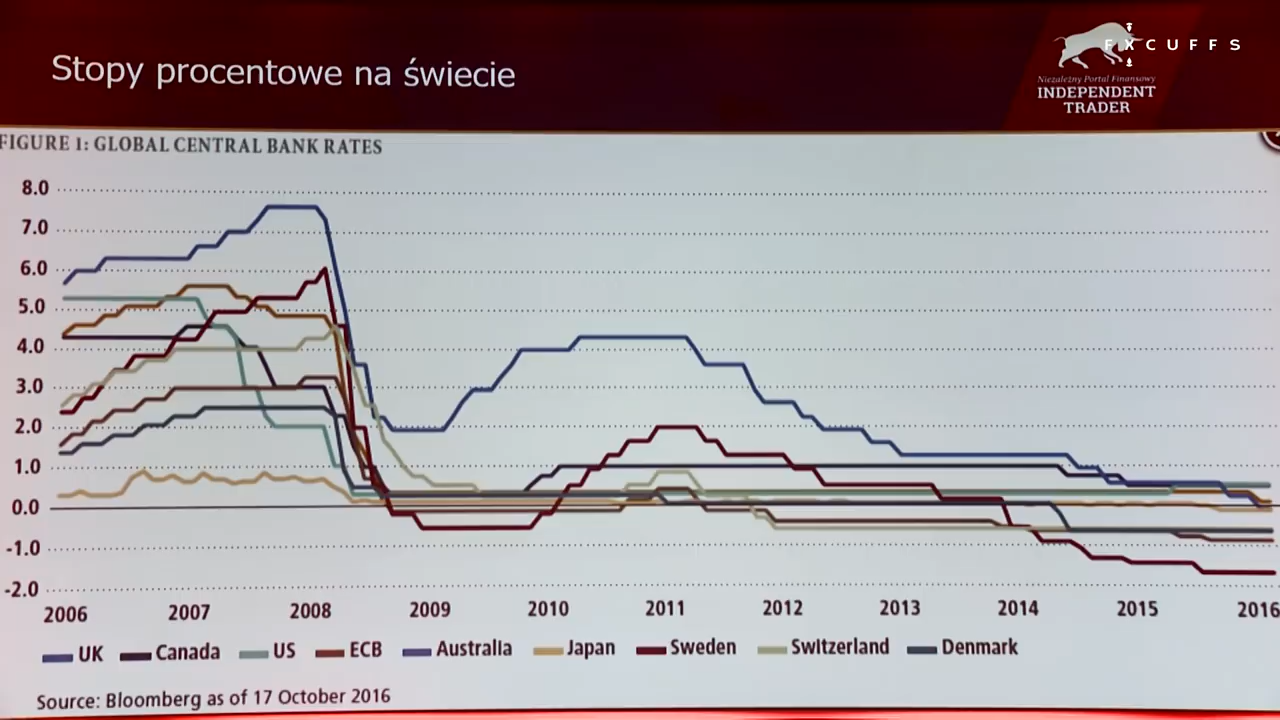 Stopy procentowe na świecie
FXCUFFS
Niezależny Portal Finansowy
INDEPENDENT
TRADER
FIGURE 1: GLOBAL CENTRAL BANK RATES
8.0
7.0
6.0
5.0
4.0
3.0
2.0
1.0
0.0
-1.0
-2.0
2006 2007 2008 2009 2010 2011 2012 2013 2014 2015 2016
UK Canada US ECB Australia Japan Sweden Switzerland Denmark
Source: Bloomberg as of 17 October 2016